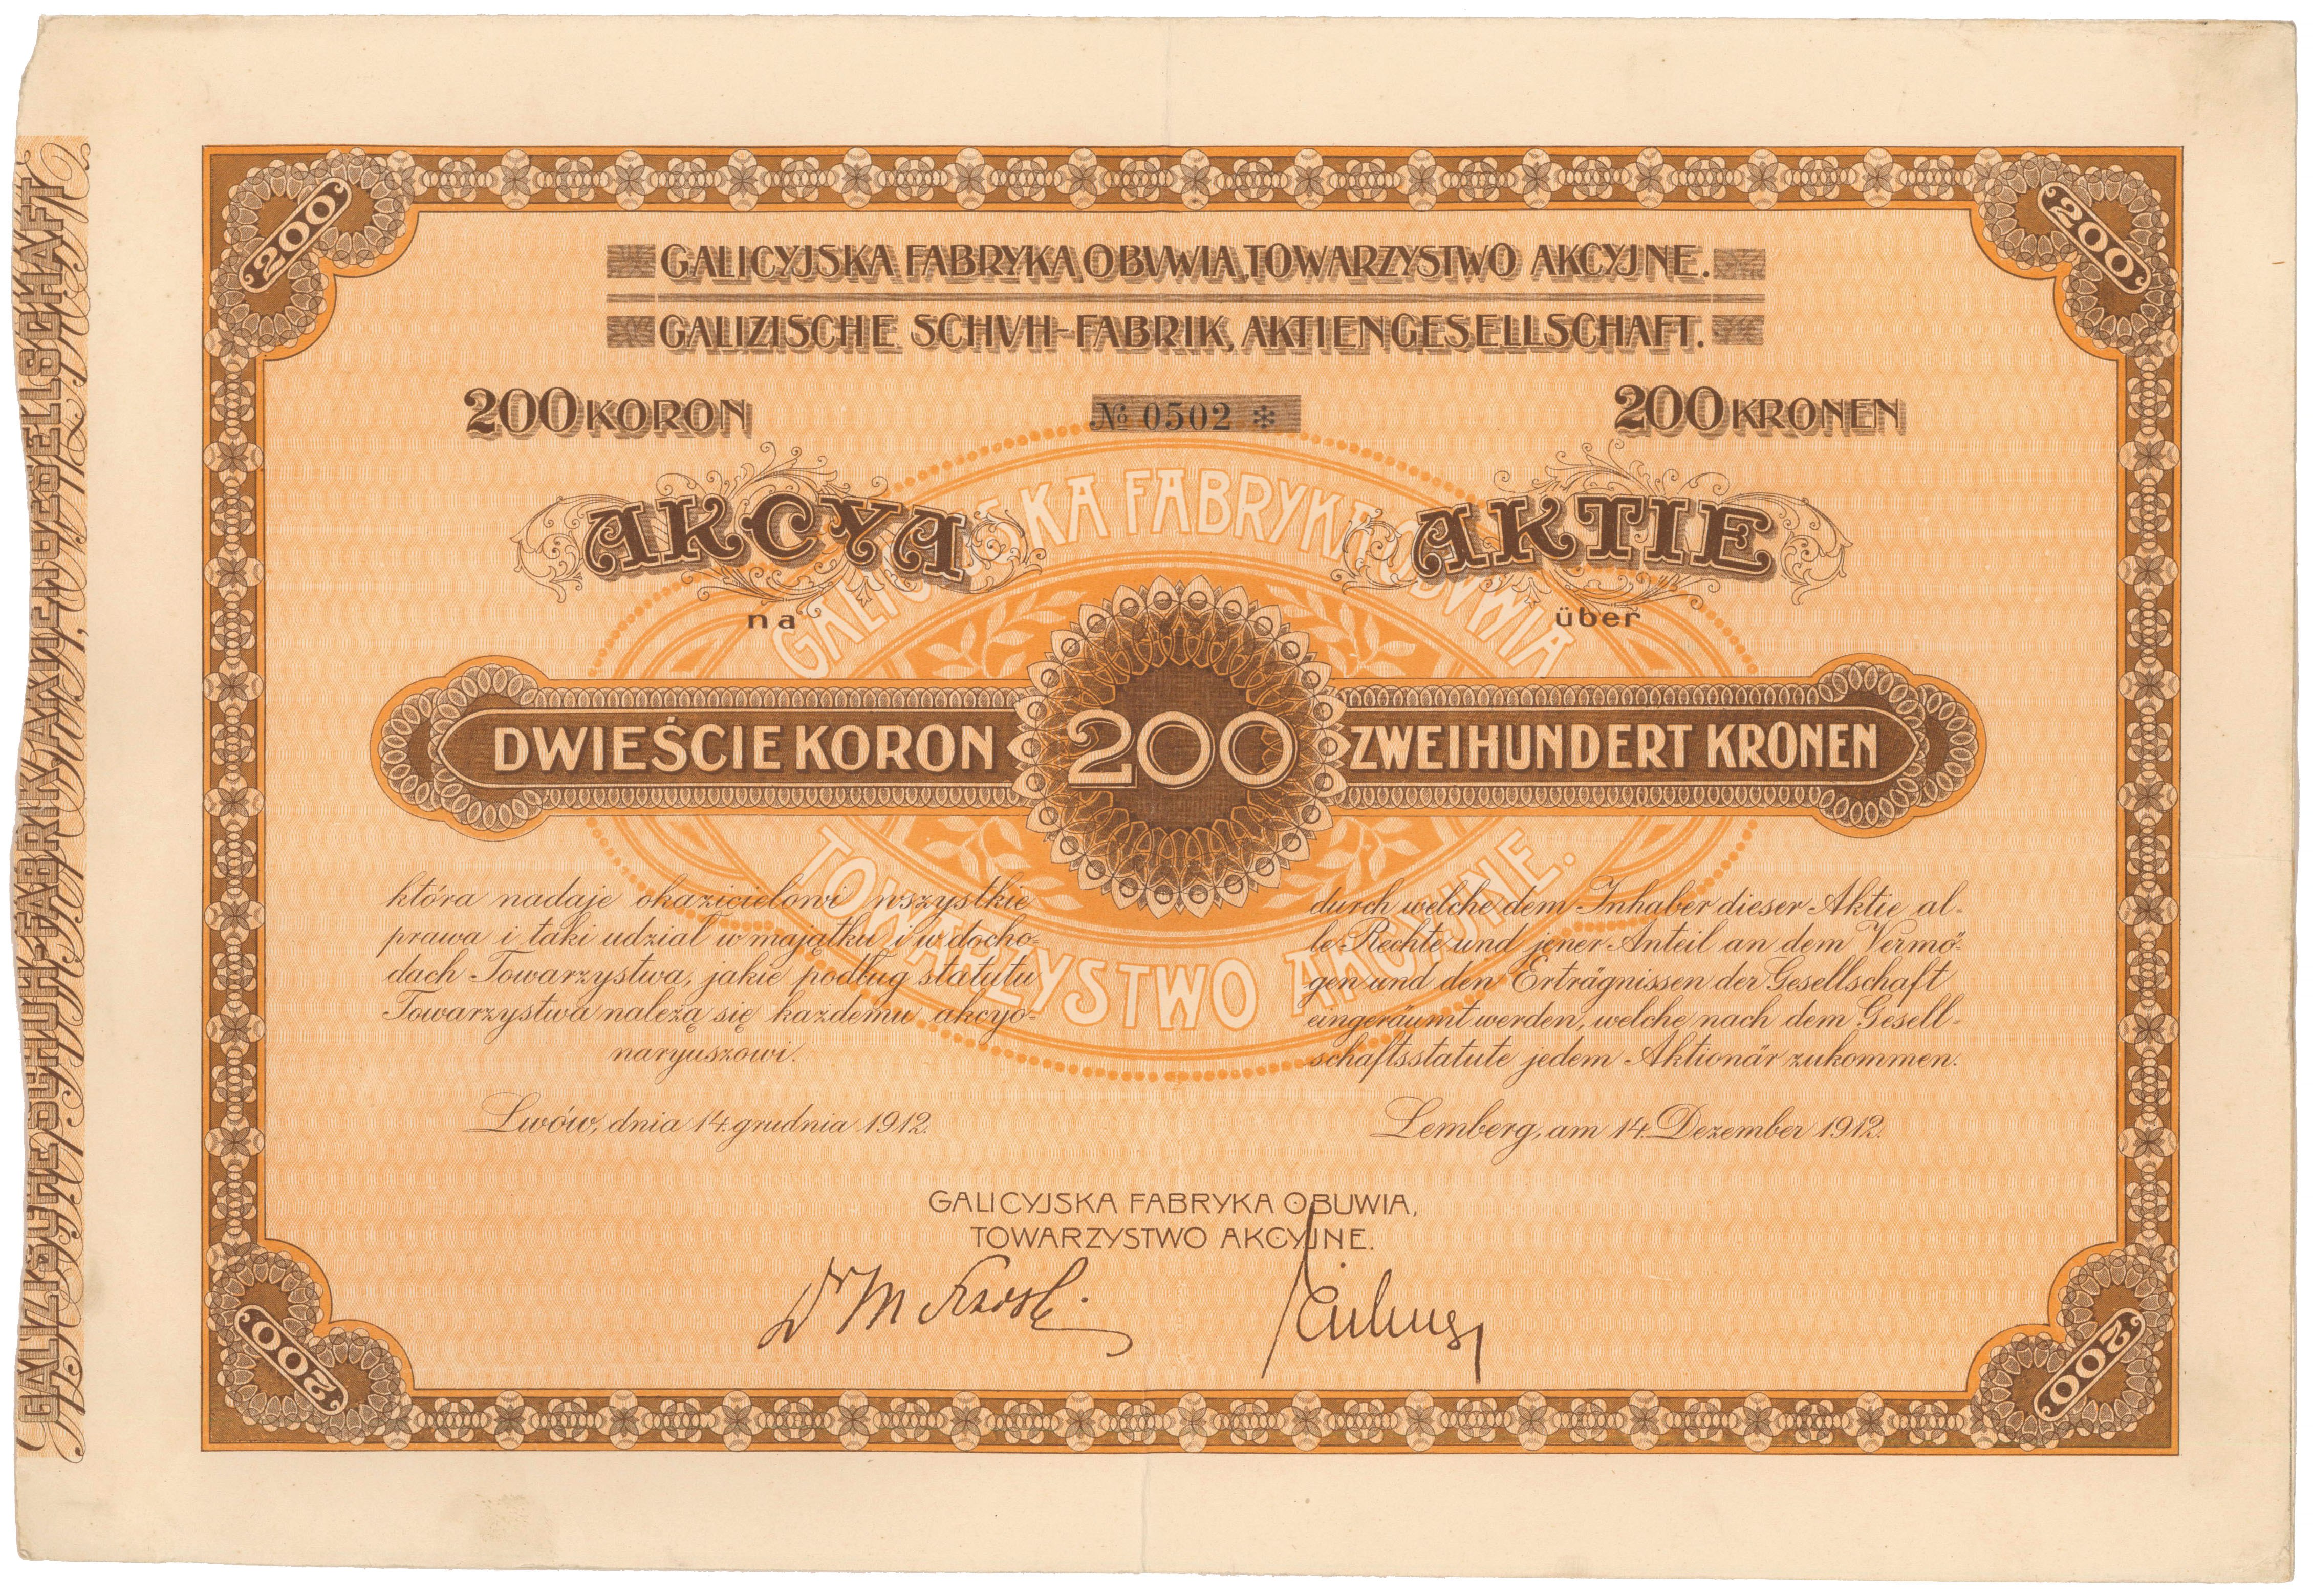 GALICYJSKA FABRYKA OBVWIA, TOWARZYSTWO AKCYJNE.
GALIZISCHE SCHVH-FABRIK, AKTIENGESELLSCHAFT.
200 KORON
№ 0502 *
200 KRONEN
AKCYA
na
AKTIE
über
GALICYJSKA FABRYKA OBVWIA
TOWARZYSTWO AKCYJNE.
DWIEŚCIE KORON
200
ZWEIHUNDERT KRONEN
która nadaje okazicielowi wszystkie
prawa i taki udział w majątku i w docho-
dach Towarzystwa, jakie podług statutu
Towarzystwa należą się każdemu akcyo-
naryuszowi.
Lwów, dnia 14. grudnia 1912.
durch welche dem Inhaber dieser Aktie al-
le Rechte und jener Anteil an dem Vermö-
gen und den Erträgnissen der Gesellschaft
eingeräumt werden, welche nach dem Gesell-
schaftsstatute jedem Aktionär zukommen.
Lemberg, am 14. Dezember 1912.
GALICYJSKA FABRYKA OBUWIA,
TOWARZYSTWO AKCYJNE.
Dr M
200
200
200
200
GALIZISCHE SCHUH-FABRIK, AKTIENGESELLSCHAFT